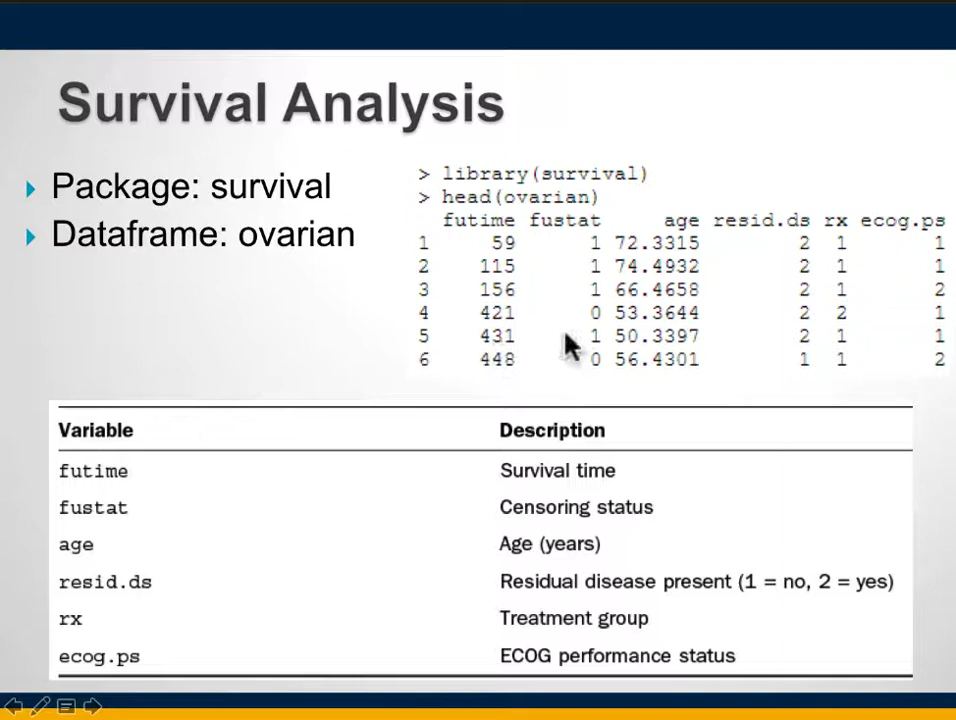 Survival Analysis
Package: survival
Dataframe: ovarian
> library(survival)
> head(ovarian)
futime fustat age resid.ds rx ecog.ps
1 59 1 72.3315 2 1 1
2 115 1 74.4932 2 1 1
3 156 1 66.4658 2 1 2
4 421 0 53.3644 2 2 1
5 431 1 50.3397 2 1 1
6 448 0 56.4301 1 1 2
Variable Description
futime Survival time
fustat Censoring status
age Age (years)
resid.ds Residual disease present (1 = no, 2 = yes)
rx Treatment group
ecog.ps ECOG performance status